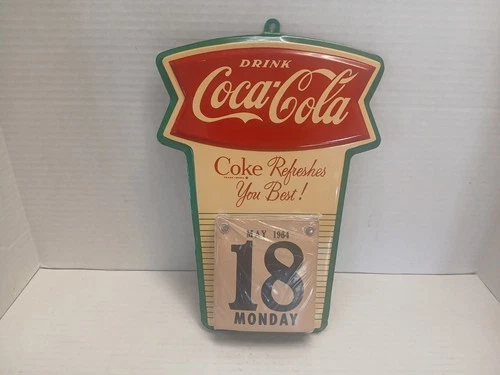 DRINK
Coca-Cola
Coke Refreshes
You Best!
MAY 1964
18
MONDAY